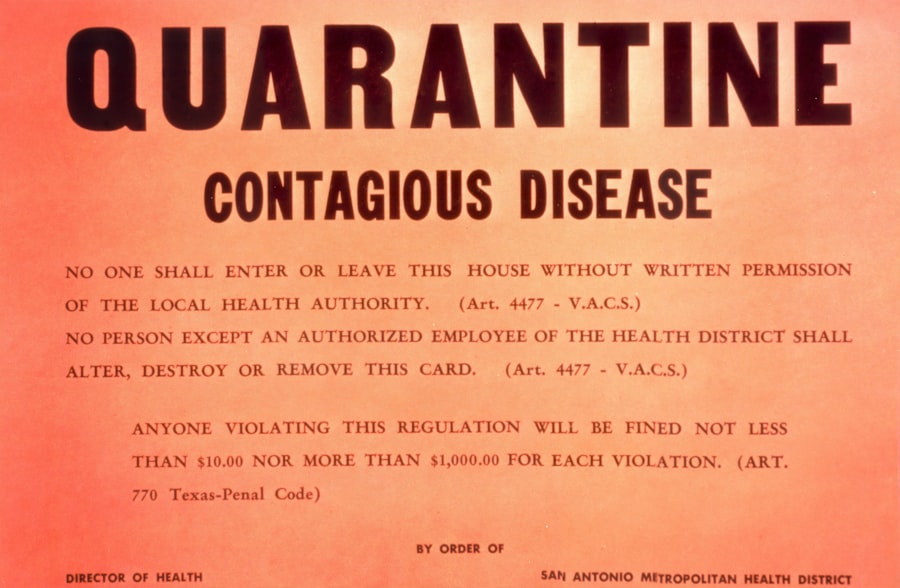 QUARANTINE
CONTAGIOUS DISEASE
NO ONE SHALL ENTER OR LEAVE THIS HOUSE WITHOUT WRITTEN PERMISSION
OF THE LOCAL HEALTH AUTHORITY. (Art. 4477 - V.A.C.S.)
NO PERSON EXCEPT AN AUTHORIZED EMPLOYEE OF THE HEALTH DISTRICT SHALL
ALTER, DESTROY OR REMOVE THIS CARD. (Art. 4477 - V.A.C.S.)
ANYONE VIOLATING THIS REGULATION WILL BE FINED NOT LESS
THAN $10.00 NOR MORE THAN $1,000.00 FOR EACH VIOLATION. (ART.
770 Texas-Penal Code)
BY ORDER OF
DIRECTOR OF HEALTH SAN ANTONIO METROPOLITAN HEALTH DISTRICT